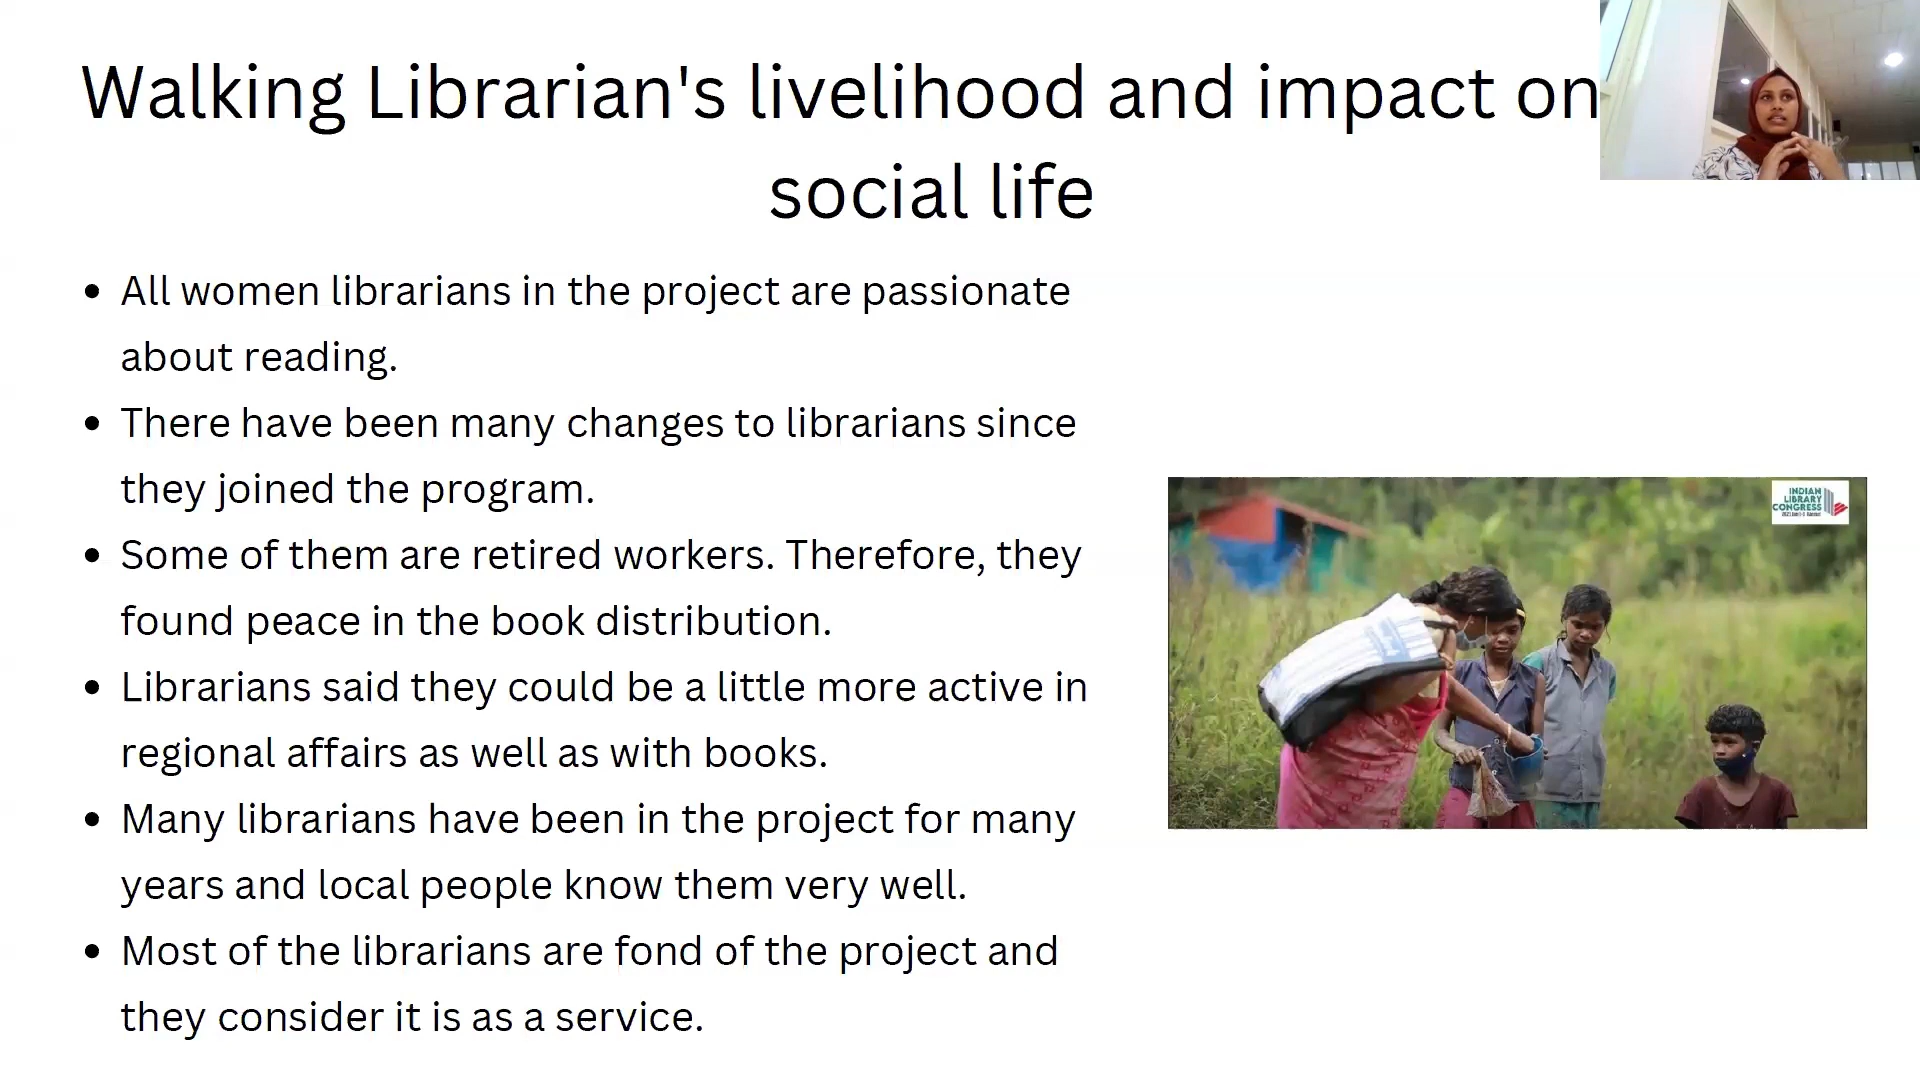 Walking Librarian's livelihood and impact on
social life
• All women librarians in the project are passionate
about reading.
• There have been many changes to librarians since
they joined the program.
• Some of them are retired workers. Therefore, they
found peace in the book distribution.
• Librarians said they could be a little more active in
regional affairs as well as with books.
• Many librarians have been in the project for many
years and local people know them very well.
• Most of the librarians are fond of the project and
they consider it is as a service.
INDIAN
LIBRARY
CONGRESS